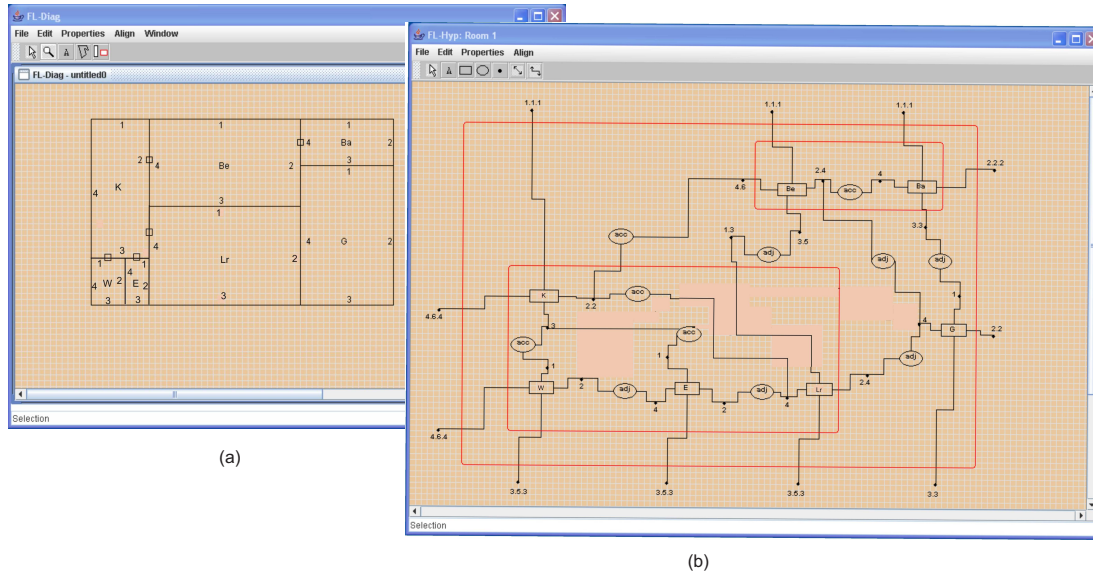 FL-Diag
File Edit Properties Align Window
A
FL-Diag - untitled0
1 1 1
4 Ba 2
2 4 Be 2
3
1
K
4
3
1
4 G 2
4
Lr 2
3
1 1
4
4 W 2 E 2
3 3 3 3
Selection
(a)
FL-Hyp: Room 1
File Edit Properties Align
A
1.1.1 1.1.1 1.1.1
2.2.2
4.6 2.4 4
Be acc Ba
3.3
1.3 3.5
acc
adj adj adj
K acc 1
2.2
4.6.4
3 4 G 2.2
acc acc
1 1 adj
2.4
W 2 adj E adj Lr
4 2 4
4.6.4
3.5.3 3.5.3 3.5.3 3.3
Selection
(b)